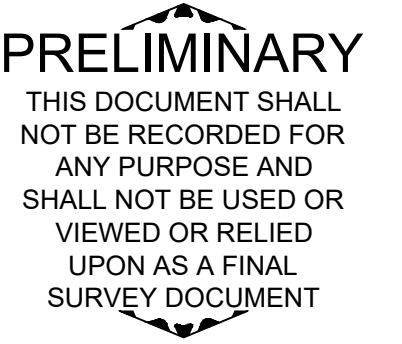 PRELIMINARY
THIS DOCUMENT SHALL
NOT BE RECORDED FOR
ANY PURPOSE AND
SHALL NOT BE USED OR
VIEWED OR RELIED
UPON AS A FINAL
SURVEY DOCUMENT